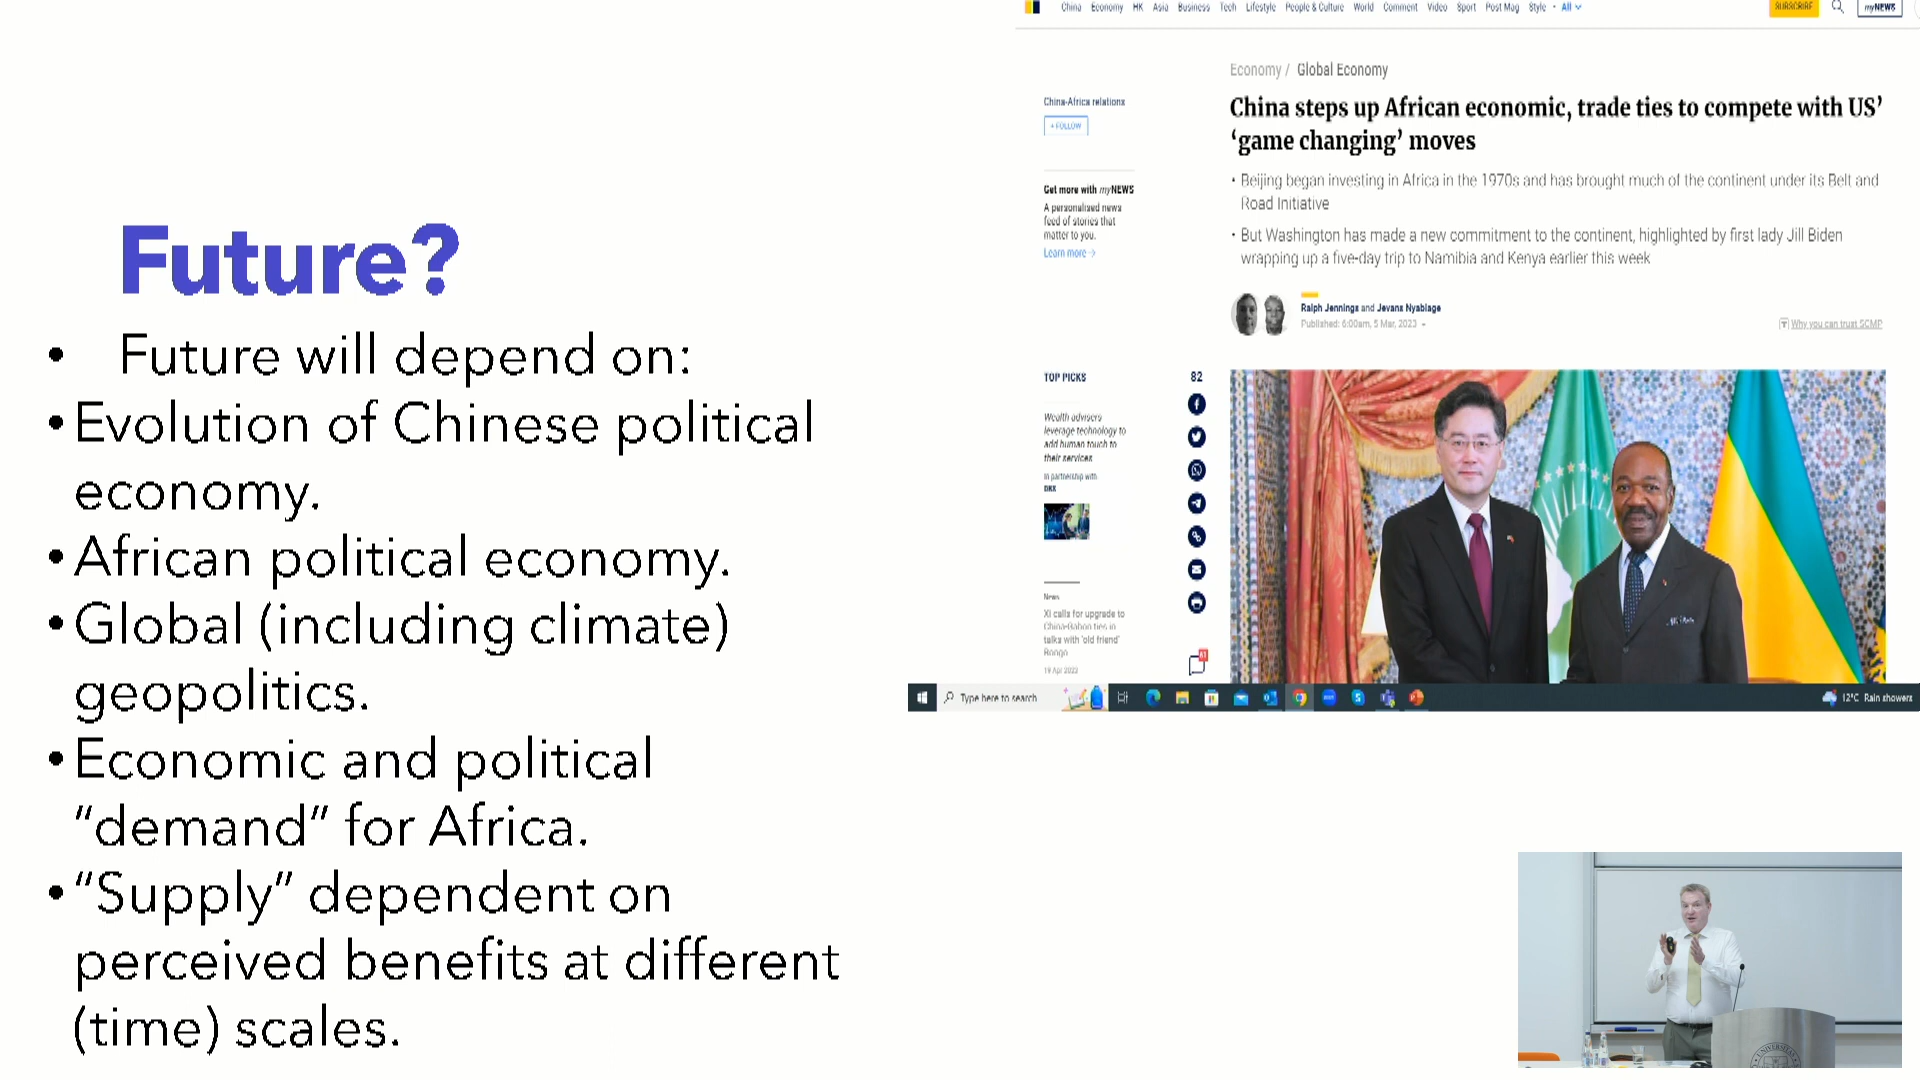 Future?
• Future will depend on:
• Evolution of Chinese political
economy.
• African political economy.
• Global (including climate)
geopolitics.
• Economic and political
“demand” for Africa.
• “Supply” dependent on
perceived benefits at different
(time) scales.
China Economy HK Asia Business Tech Lifestyle People & Culture World Comment Video Sport Post Mag Style All
SUBSCRIBE
myNEWS
Economy / Global Economy
China-Africa relations
+ FOLLOW
China steps up African economic, trade ties to compete with US’
‘game changing’ moves
• Beijing began investing in Africa in the 1970s and has brought much of the continent under its Belt and
Road Initiative
• But Washington has made a new commitment to the continent, highlighted by first lady Jill Biden
wrapping up a five-day trip to Namibia and Kenya earlier this week
Get more with myNEWS
A personalised news
feed of stories that
matter to you.
Learn more
Ralph Jennings and Jevans Nyabiage
Published: 6:00am, 5 Mar, 2023
Why you can trust SCMP
TOP PICKS
82
Wealth advisers
leverage technology to
add human touch to
their services
In partnership with
News
Xi calls for upgrade to
China-Gabon ties in
talks with ‘old friend’
Bongo
19 Apr 2023
Type here to search
12°C Rain showers